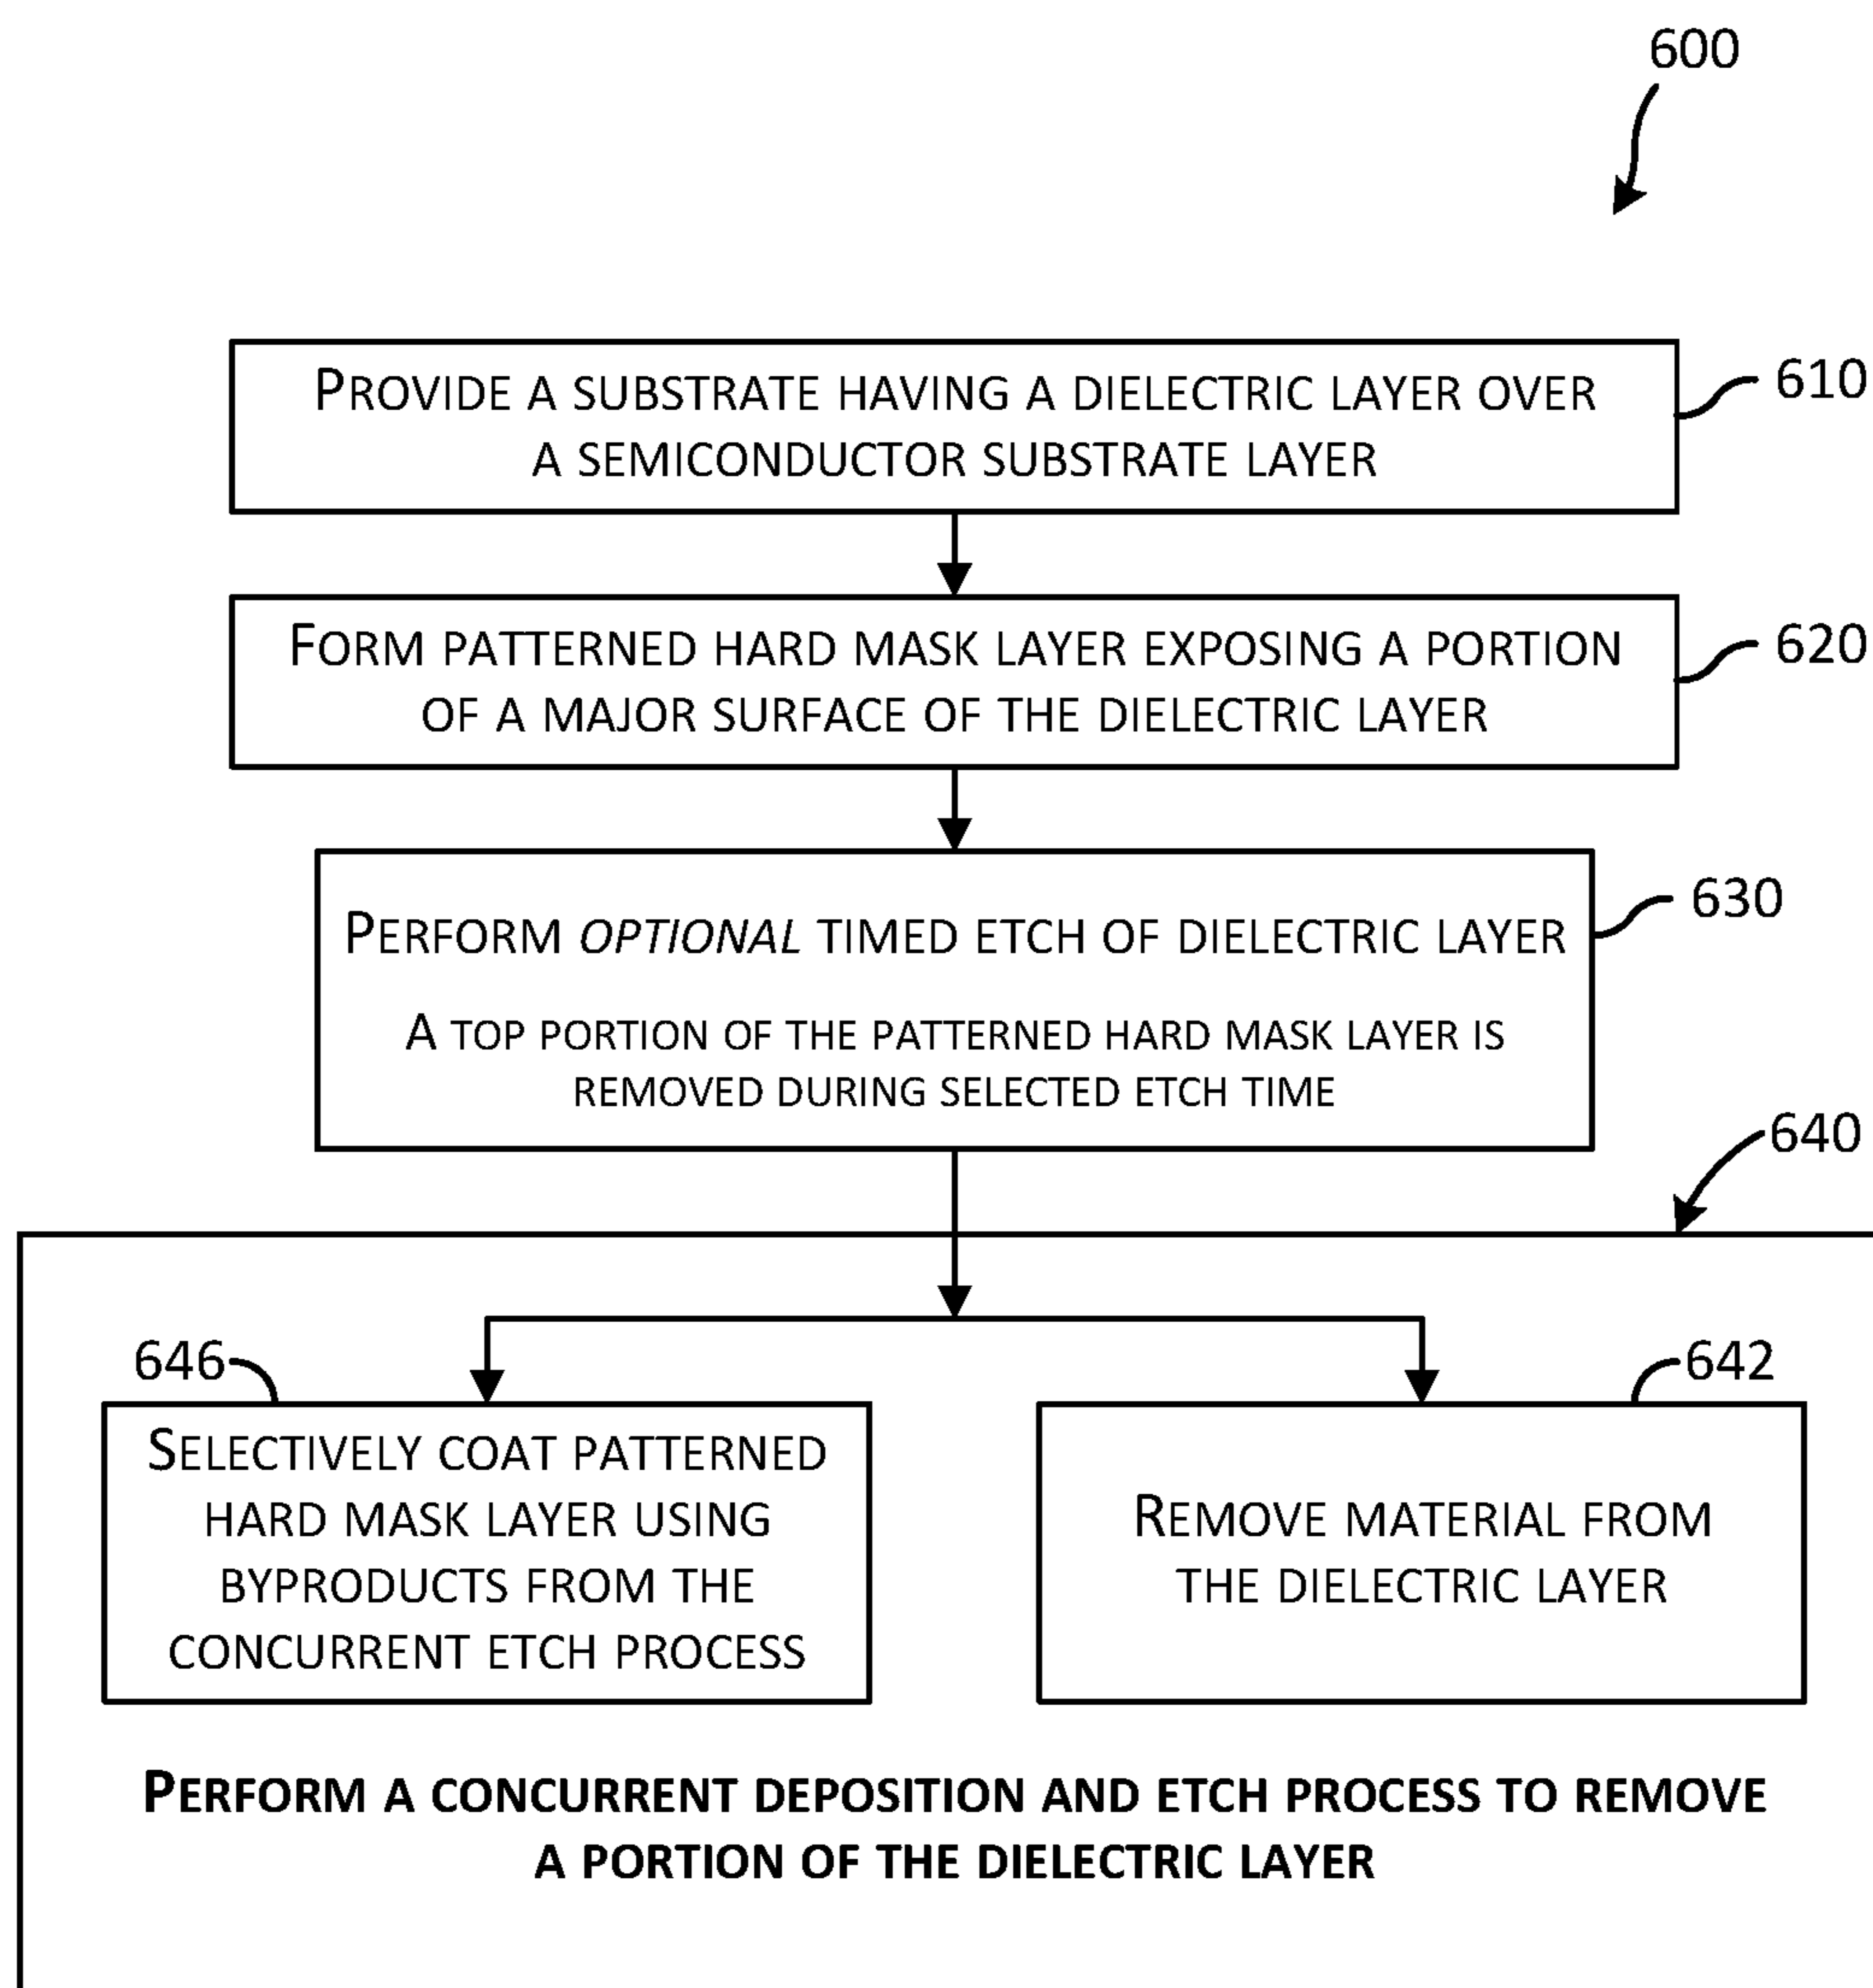 600
PROVIDE A SUBSTRATE HAVING A DIELECTRIC LAYER OVER
A SEMICONDUCTOR SUBSTRATE LAYER
610
FORM PATTERNED HARD MASK LAYER EXPOSING A PORTION
OF A MAJOR SURFACE OF THE DIELECTRIC LAYER
620
PERFORM OPTIONAL TIMED ETCH OF DIELECTRIC LAYER
A TOP PORTION OF THE PATTERNED HARD MASK LAYER IS
REMOVED DURING SELECTED ETCH TIME
630
640
646
SELECTIVELY COAT PATTERNED
HARD MASK LAYER USING
BYPRODUCTS FROM THE
CONCURRENT ETCH PROCESS
642
REMOVE MATERIAL FROM
THE DIELECTRIC LAYER
PERFORM A CONCURRENT DEPOSITION AND ETCH PROCESS TO REMOVE
A PORTION OF THE DIELECTRIC LAYER